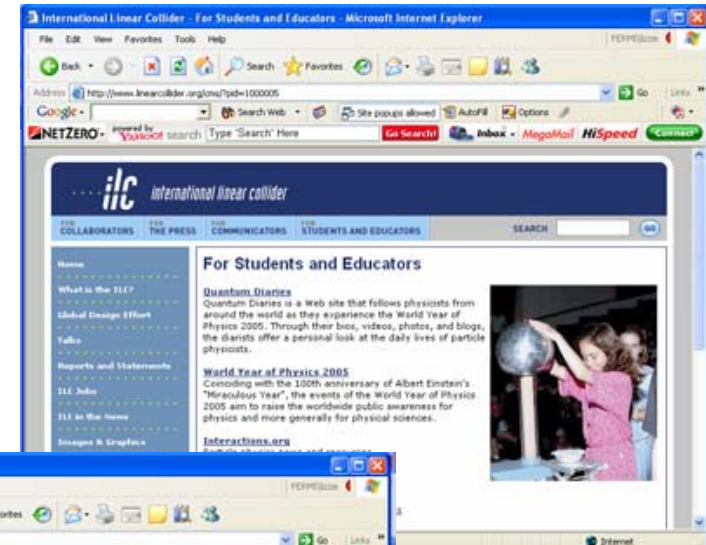 International Linear Collider - For Students and Educators - Microsoft Internet Explorer
File Edit View Favorites Tools Help
Back Search Favorites
Address http://www.linearcollider.org/cms/?pid=1000005 Go Links
Google Search Web Site popups allowed AutoFill Options
NETZERO powered by search Type 'Search' Here Go Search! Inbox MegaMail HiSpeed Connect
ilc international linear collider
FOR COLLABORATORS FOR THE PRESS FOR COMMUNICATORS FOR STUDENTS AND EDUCATORS SEARCH GO
Home
What is the ILC?
Global Design Effort
Talks
Reports and Statements
ILC Jobs
ILC in the News
Images & Graphics
For Students and Educators
Quantum Diaries
Quantum Diaries is a Web site that follows physicists from
around the world as they experience the World Year of
Physics 2005. Through their bios, videos, photos, and blogs,
the diarists offer a personal look at the daily lives of particle
physicists.
World Year of Physics 2005
Coinciding with the 100th anniversary of Albert Einstein's
"Miraculous Year", the events of the World Year of Physics
2005 aim to raise the worldwide public awareness for
physics and more generally for physical sciences.
Interactions.org
Internet
Go Links